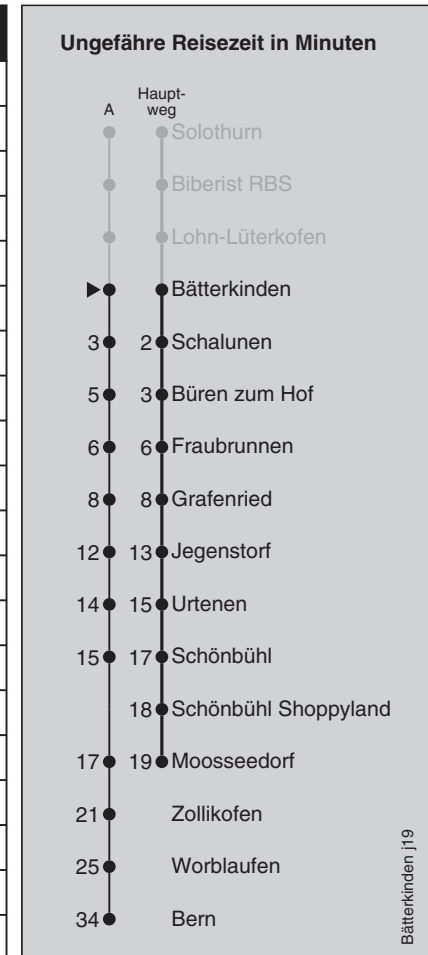 Ungefähre Reisezeit in Minuten
A
Haupt-
weg
Solothurn
Biberist RBS
Lohn-Lüterkofen
Bätterkinden
3 2 Schalunen
5 3 Büren zum Hof
6 6 Fraubrunnen
8 8 Grafenried
12 13 Jegenstorf
14 15 Urtenen
15 17 Schönbühl
18 Schönbühl Shoppyland
17 19 Moosseedorf
21 Zollikofen
25 Worblaufen
34 Bern
Bätterkinden j19